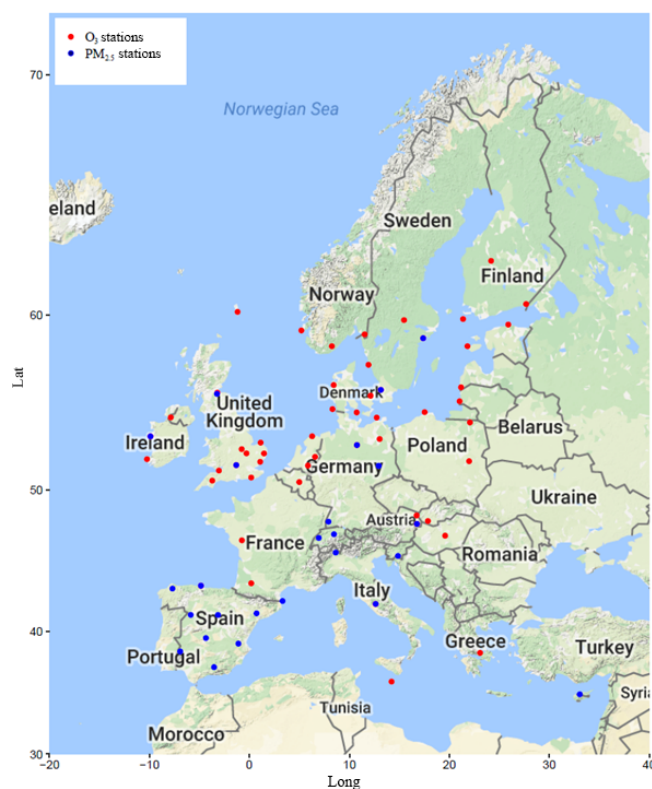 O3 stations
PM2.5 stations
70
Norwegian Sea
eland
Sweden
Finland
Norway
60
Lat
Denmark
United
Kingdom
Ireland
Belarus
Poland
Germany
50
Ukraine
Austria
France
Romania
Italy
Spain
40
Greece
Turkey
Portugal
Syria
Tunisia
Morocco
30
-20
-10
0
10
20
30
40
Long